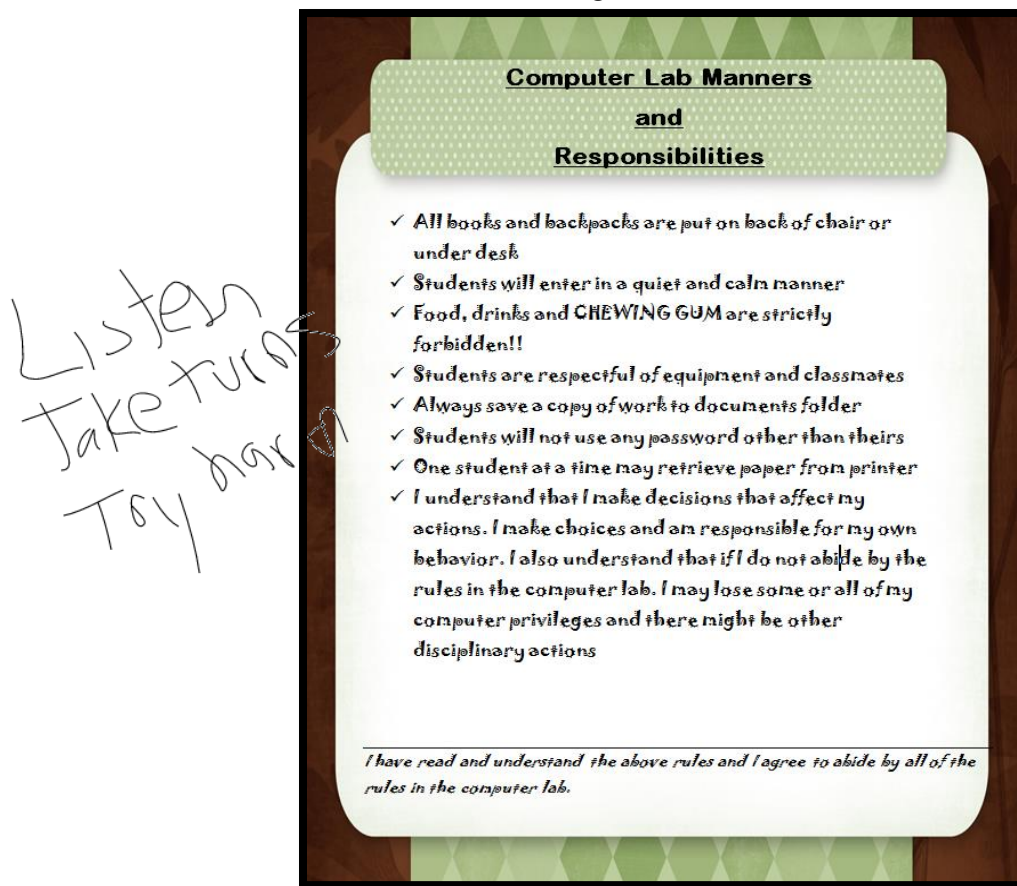 Computer Lab Manners
and
Responsibilities
✓ All books and backpacks are put on back of chair or
under desk
✓ Students will enter in a quiet and calm manner
✓ Food, drinks and CHEWING GUM are strictly
forbidden!!
✓ Students are respectful of equipment and classmates
✓ Always save a copy of work to documents folder
✓ Students will not use any password other than theirs
✓ One student at a time may retrieve paper from printer
✓ I understand that I make decisions that affect my
actions. I make choices and am responsible for my own
behavior. I also understand that if I do not abide by the
rules in the computer lab. I may lose some or all of my
computer privileges and there might be other
disciplinary actions
I have read and understand the above rules and I agree to abide by all of the
rules in the computer lab.
Listen
Take turns
Try hard